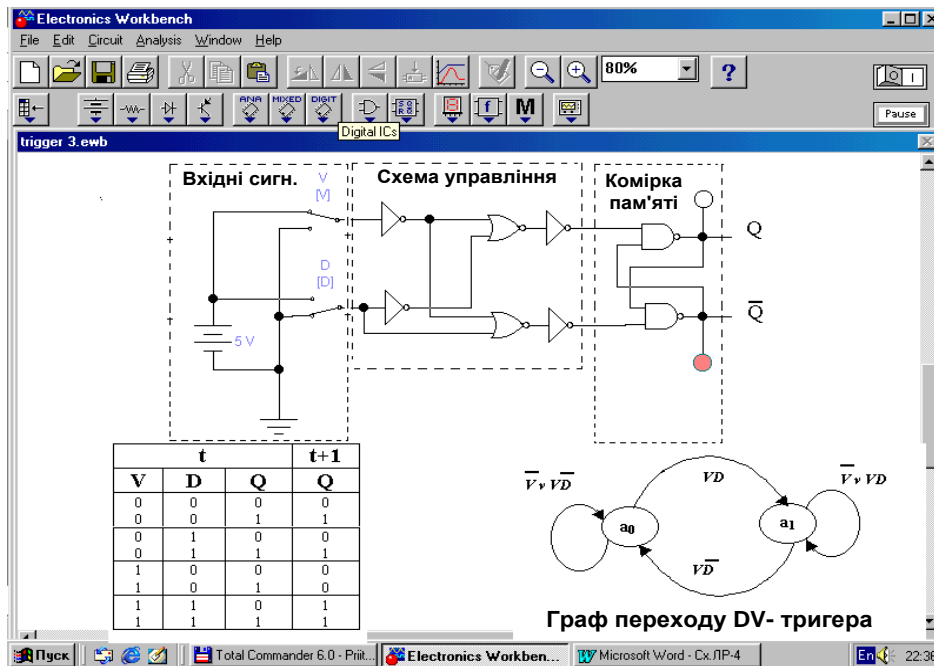 Electronics Workbench
File Edit Circuit Analysis Window Help
80% ?
ANA MIXED DIGIT f M
Pause
Digital ICs
trigger 3.ewb
Вхідні сигн.
Схема управління
Комірка
пам'яті
V
[V]
Q
D
[D]
Q̅
5 V
t t+1
V D Q Q
0 0 0 0
0 0 1 1
0 1 0 0
0 1 1 1
1 0 0 0
1 0 1 0
1 1 0 1
1 1 1 1
V̅ v VD̅
VD
V̅ v VD
a0
a1
VD̅
Граф переходу DV- тригера
Пуск
Total Commander 6.0 - Priit...
Electronics Workben...
Microsoft Word - Сх.ЛР-4
En
22:36